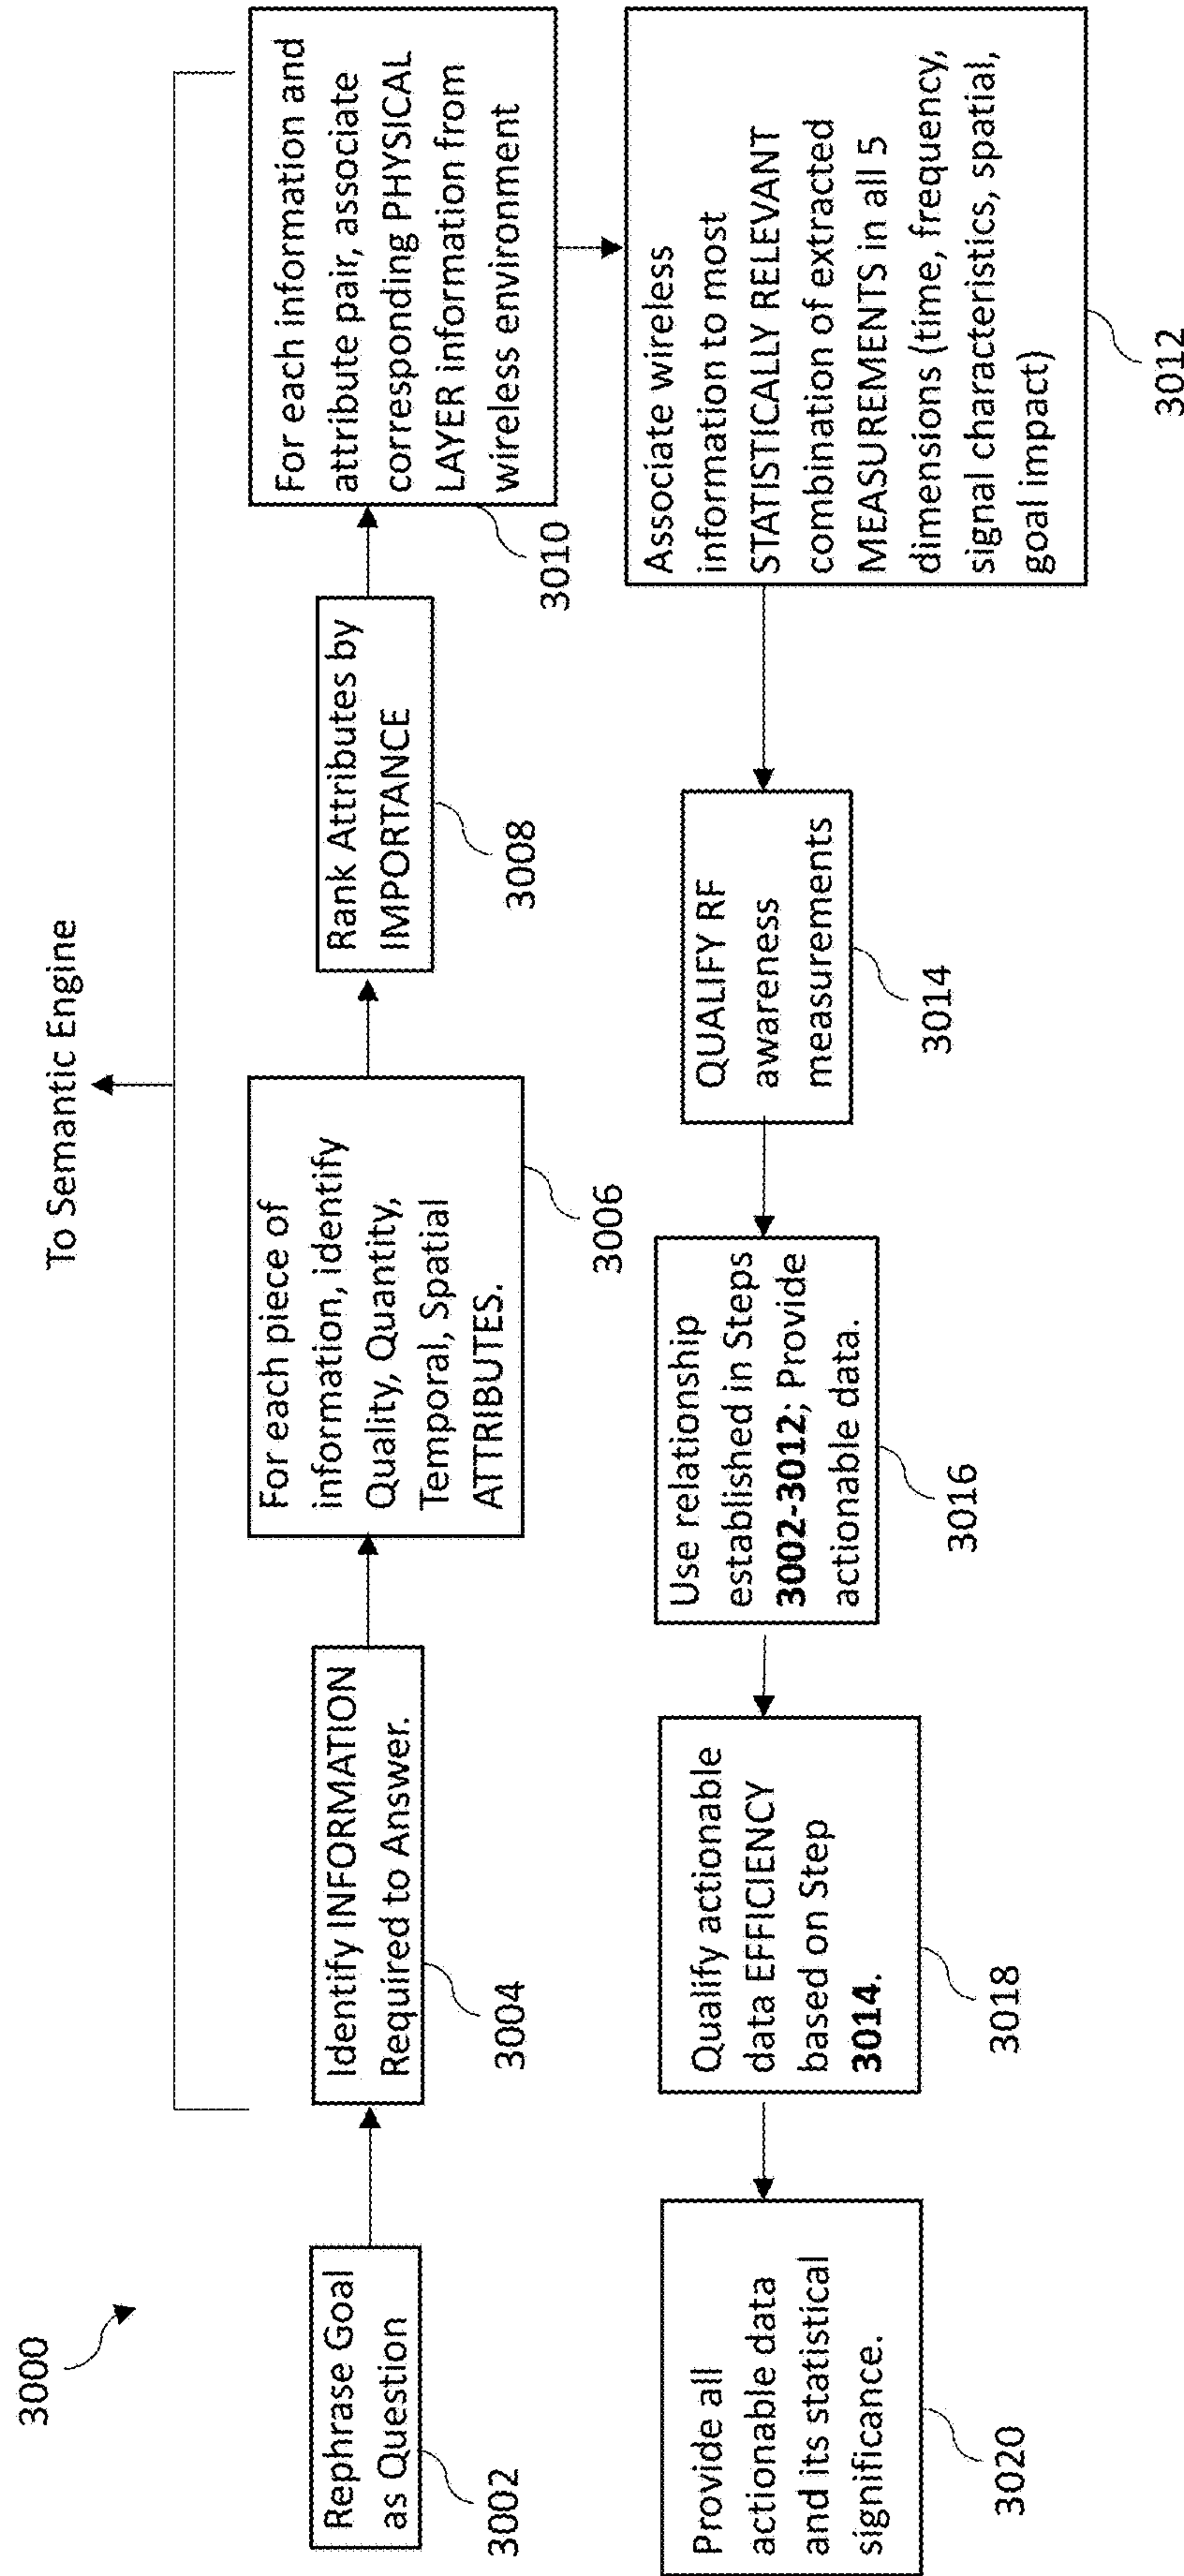 3000
To Semantic Engine
Rephrase Goal
as Question
3002
Identify INFORMATION
Required to Answer.
3004
For each piece of
information, identify
Quality, Quantity,
Temporal, Spatial
ATTRIBUTES.
3006
Rank Attributes by
IMPORTANCE
3008
For each information and
attribute pair, associate
corresponding PHYSICAL
LAYER information from
wireless environment
3010
Associate wireless
information to most
STATISTICALLY RELEVANT
combination of extracted
MEASUREMENTS in all 5
dimensions (time, frequency,
signal characteristics, spatial,
goal impact)
3012
QUALIFY RF
awareness
measurements
3014
Use relationship
established in Steps
3002-3012; Provide
actionable data.
3016
Qualify actionable
data EFFICIENCY
based on Step
3014.
3018
Provide all
actionable data
and its statistical
significance.
3020